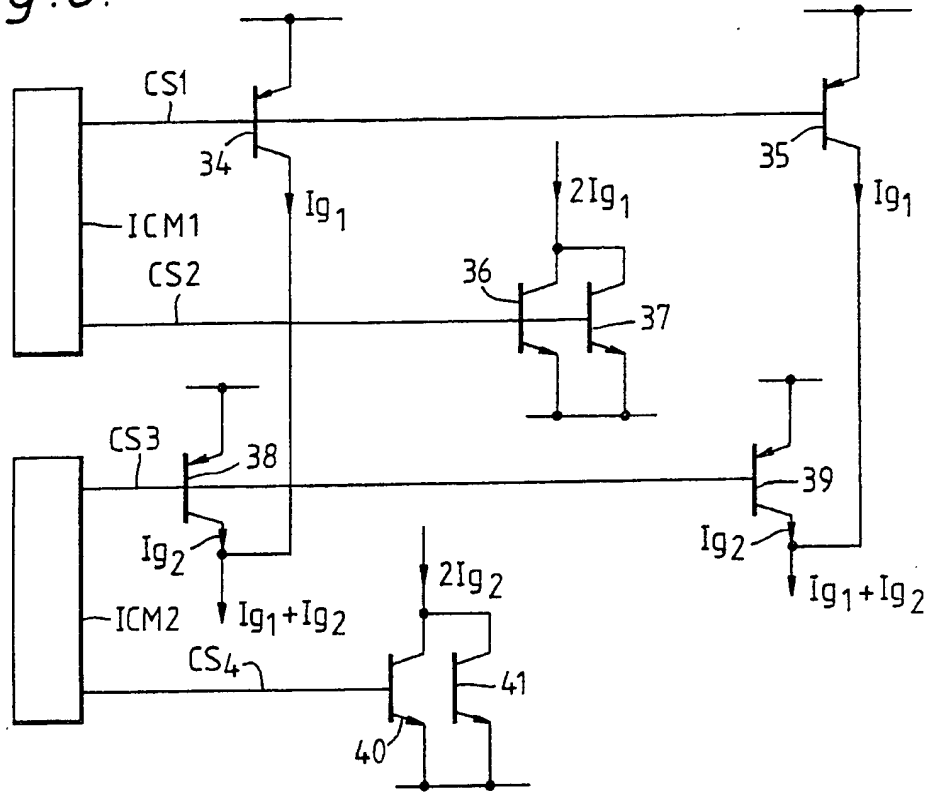 g.
CS1
34
35
Ig1
Ig1
2Ig1
ICM1
CS2
36
37
CS3
38
39
Ig2
Ig2
2Ig2
Ig1+Ig2
Ig1+Ig2
ICM2
CS4
41
40